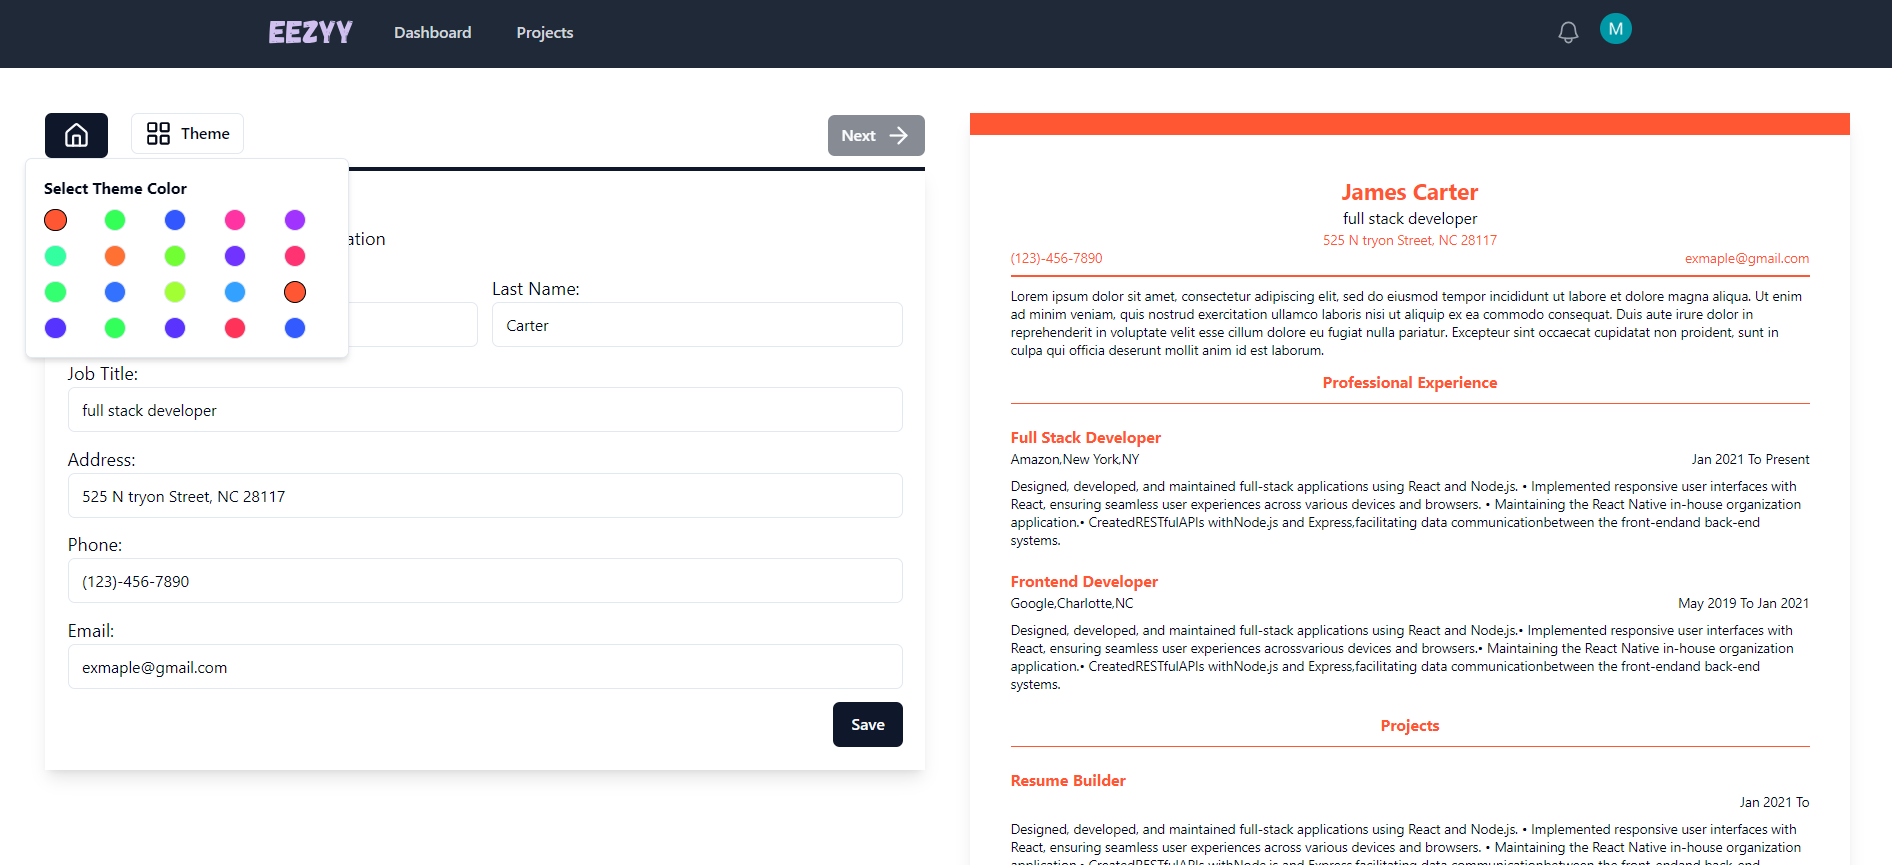 EEZYY
Dashboard
Projects
M
Theme
Next
Select Theme Color
ation
Last Name:
Carter
Job Title:
full stack developer
Address:
525 N tryon Street, NC 28117
Phone:
(123)-456-7890
Email:
exmaple@gmail.com
Save
James Carter
full stack developer
525 N tryon Street, NC 28117
(123)-456-7890
exmaple@gmail.com
Lorem ipsum dolor sit amet, consectetur adipiscing elit, sed do eiusmod tempor incididunt ut labore et dolore magna aliqua. Ut enim
ad minim veniam, quis nostrud exercitation ullamco laboris nisi ut aliquip ex ea commodo consequat. Duis aute irure dolor in
reprehenderit in voluptate velit esse cillum dolore eu fugiat nulla pariatur. Excepteur sint occaecat cupidatat non proident, sunt in
culpa qui officia deserunt mollit anim id est laborum.
Professional Experience
Full Stack Developer
Amazon,New York,NY
Jan 2021 To Present
Designed, developed, and maintained full-stack applications using React and Node.js. • Implemented responsive user interfaces with
React, ensuring seamless user experiences across various devices and browsers. • Maintaining the React Native in-house organization
application.• CreatedRESTfulAPIs withNode.js and Express,facilitating data communicationbetween the front-endand back-end
systems.
Frontend Developer
Google,Charlotte,NC
May 2019 To Jan 2021
Designed, developed, and maintained full-stack applications using React and Node.js.• Implemented responsive user interfaces with
React, ensuring seamless user experiences acrossvarious devices and browsers.• Maintaining the React Native in-house organization
application.• CreatedRESTfulAPIs withNode.js and Express,facilitating data communicationbetween the front-endand back-end
systems.
Projects
Resume Builder
Jan 2021 To
Designed, developed, and maintained full-stack applications using React and Node.js. • Implemented responsive user interfaces with
React, ensuring seamless user experiences across various devices and browsers. • Maintaining the React Native in-house organization
application.• CreatedRESTfulAPIs withNode.js and Express,facilitating data communicationbetween the front-endand back-end